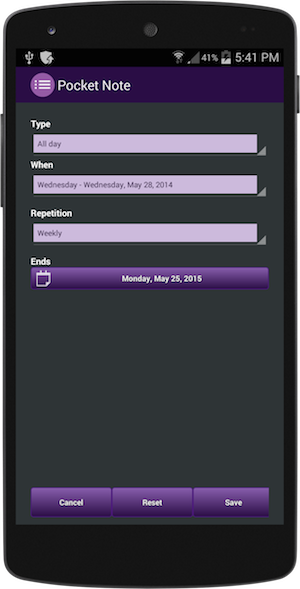 41% 5:41 PM
Pocket Note
Type
All day
When
Wednesday - Wednesday, May 28, 2014
Repetition
Weekly
Ends
Monday, May 25, 2015
Cancel Reset Save